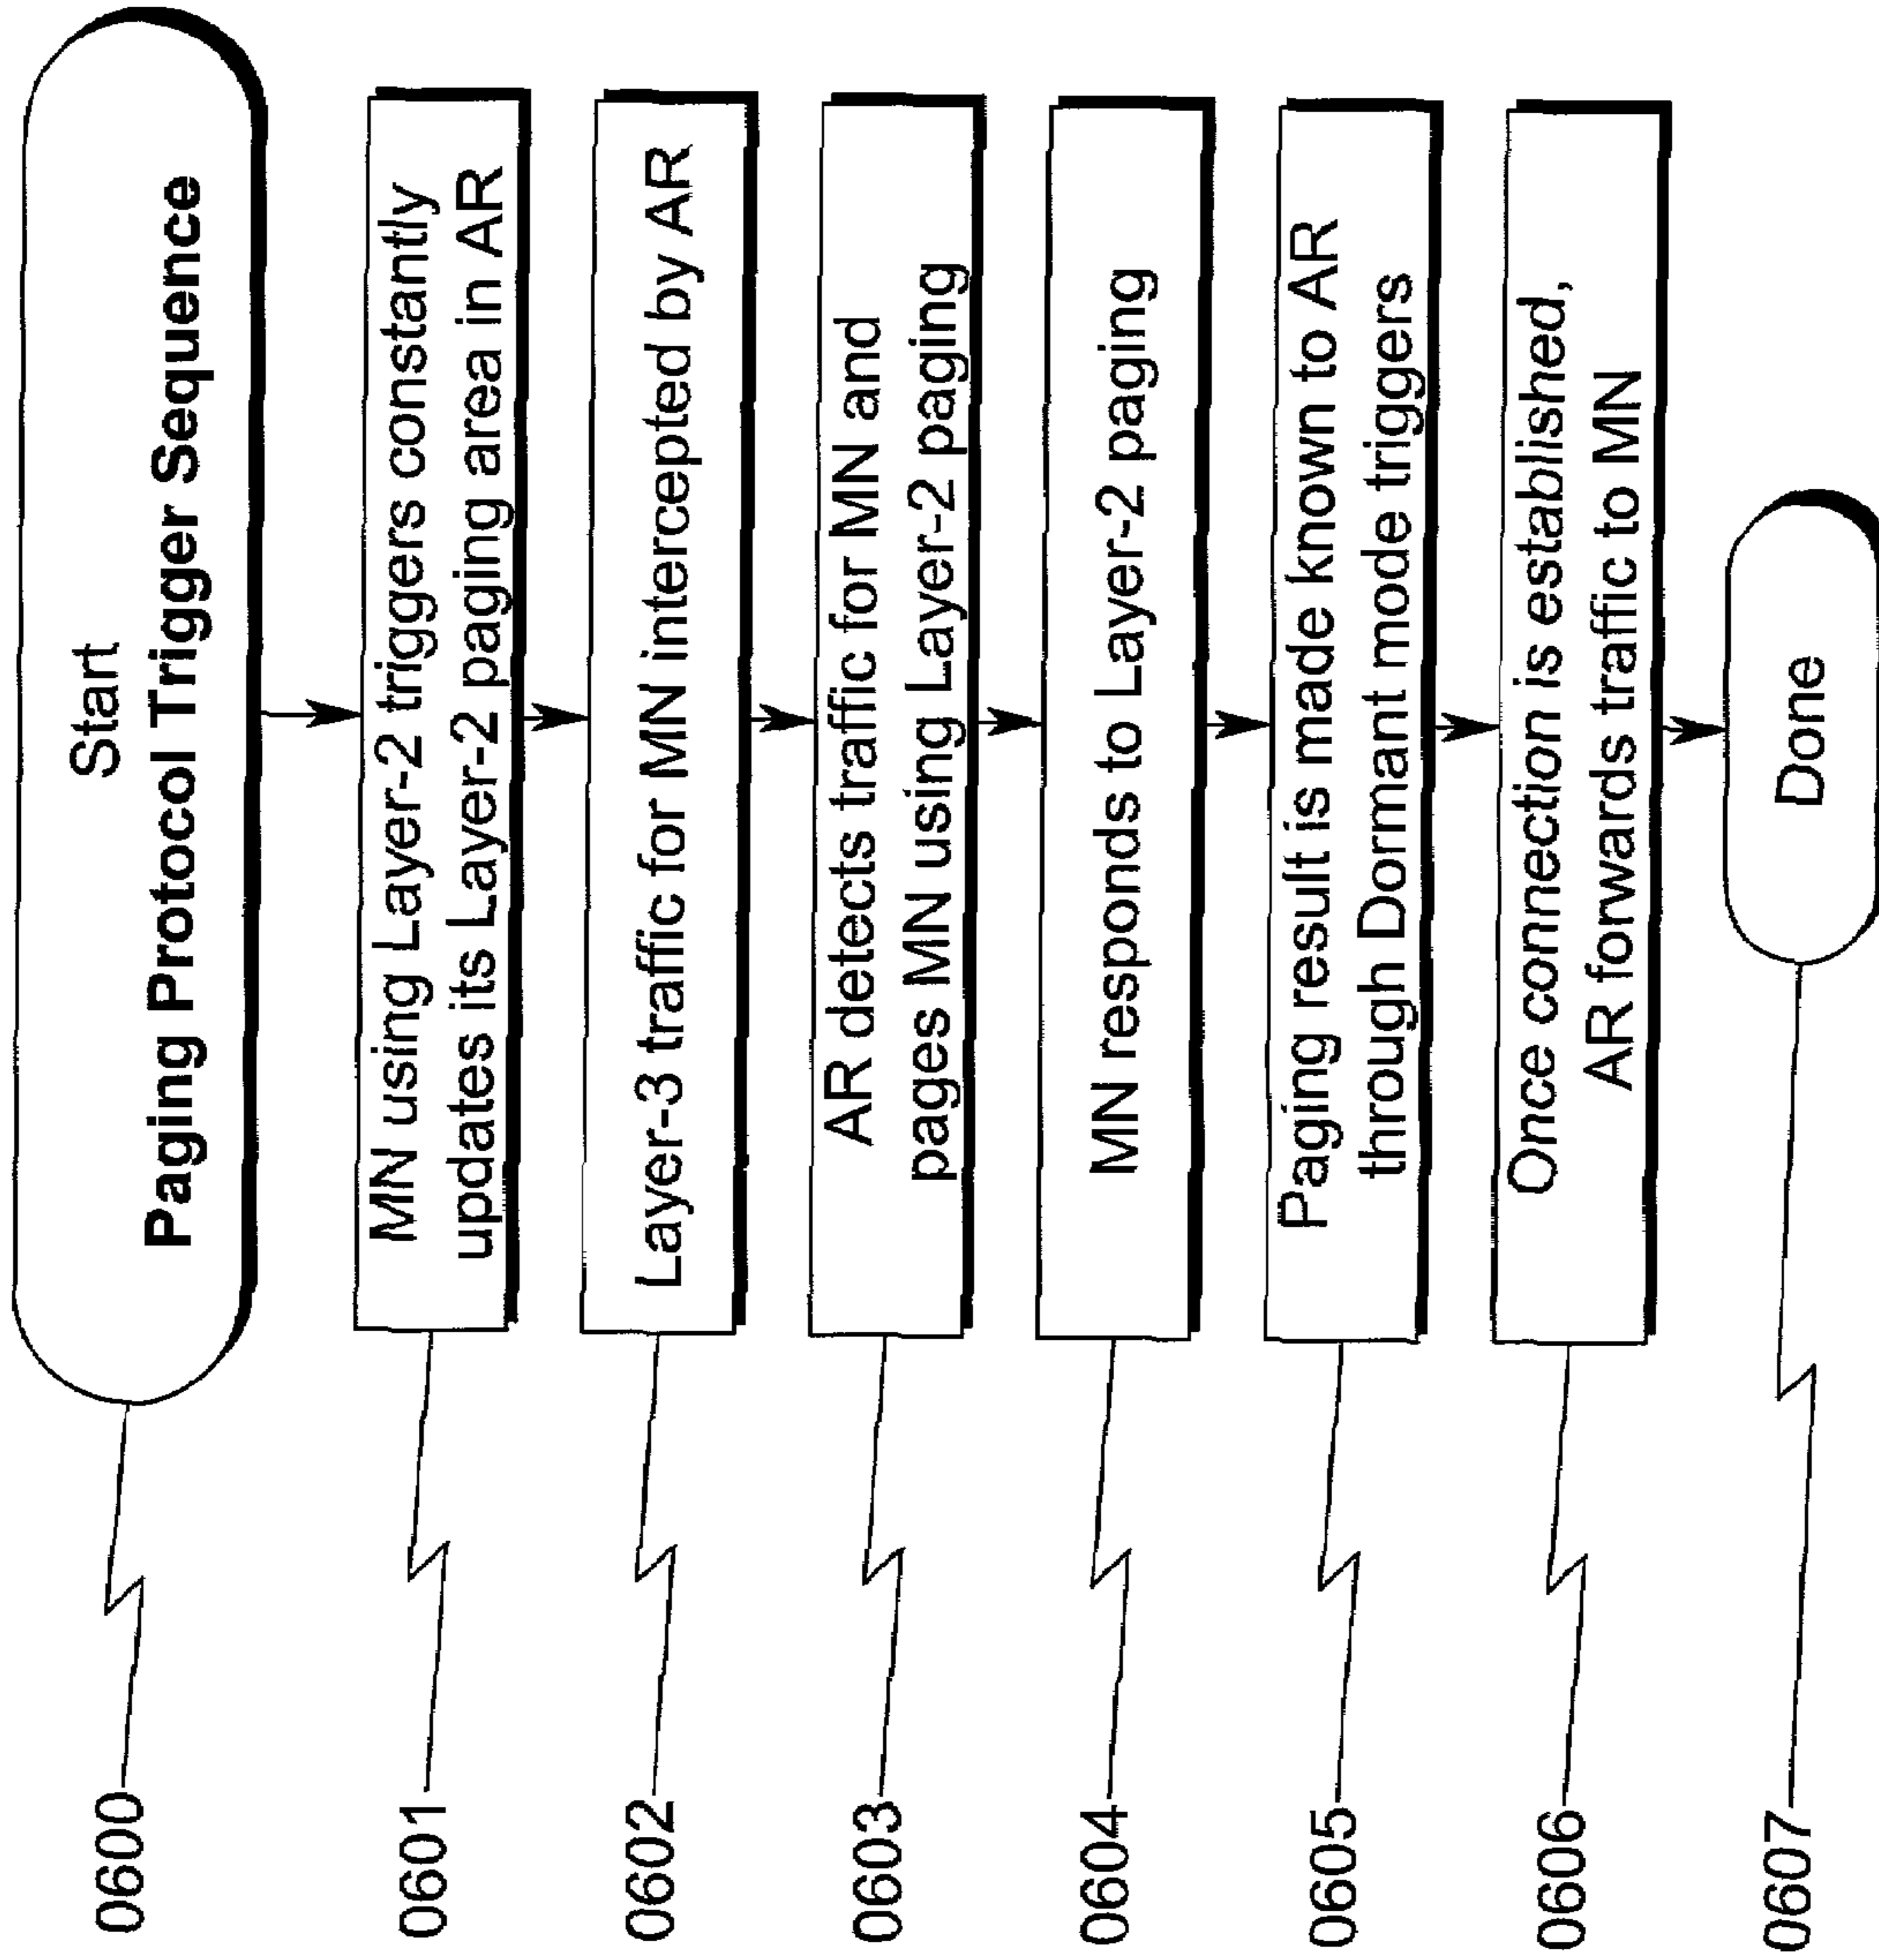 Start
Paging Protocol Trigger Sequence
0600
MN using Layer-2 triggers constantly
updates its Layer-2 paging area in AR
0601
Layer-3 traffic for MN intercepted by AR
0602
AR detects traffic for MN and
pages MN using Layer-2 paging
0603
MN responds to Layer-2 paging
0604
Paging result is made known to AR
through Dormant mode triggers
0605
Once connection is established,
AR forwards traffic to MN
0606
Done
0607